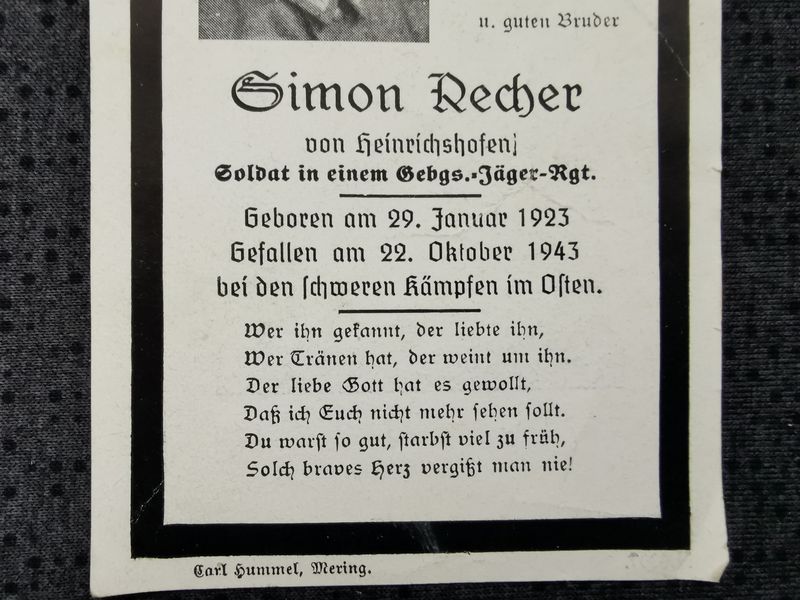 u. guten Bruder
Simon Recher
von Heinrichshofen;
Soldat in einem Gebgs.-Jäger-Rgt.
Geboren am 29. Januar 1923
Gefallen am 22. Oktober 1943
bei den schweren Kämpfen im Osten.
Wer ihn gekannt, der liebte ihn,
Wer Tränen hat, der weint um ihn.
Der liebe Gott hat es gewollt,
Daß ich Euch nicht mehr sehen sollt.
Du warst so gut, starbst viel zu früh,
Solch braves Herz vergißt man nie!
Carl Hummel, Mering.